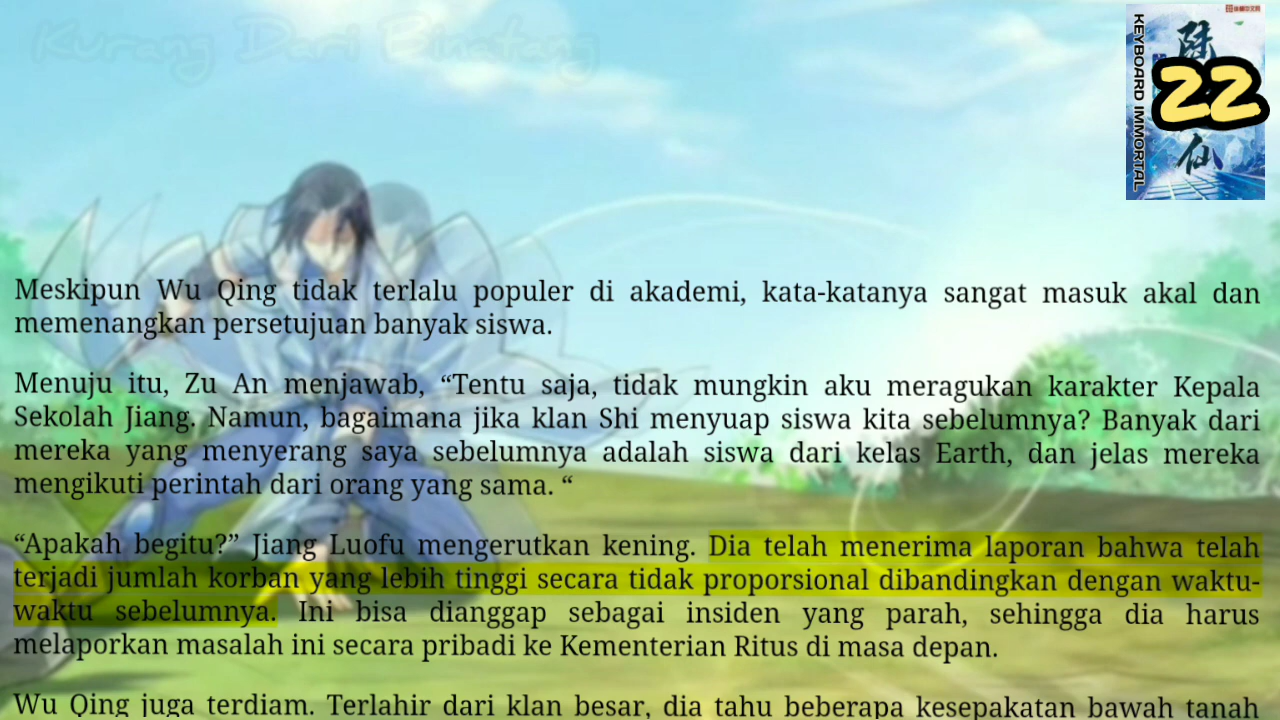 Kurang Dari Bintang
陆
22
仙
KEYBOARD IMMORTAL
Meskipun Wu Qing tidak terlalu populer di akademi, kata-katanya sangat masuk akal dan
memenangkan persetujuan banyak siswa.
Menuju itu, Zu An menjawab, “Tentu saja, tidak mungkin aku meragukan karakter Kepala
Sekolah Jiang. Namun, bagaimana jika klan Shi menyuap siswa kita sebelumnya? Banyak dari
mereka yang menyerang saya sebelumnya adalah siswa dari kelas Earth, dan jelas mereka
mengikuti perintah dari orang yang sama. “
“Apakah begitu?” Jiang Luofu mengerutkan kening. Dia telah menerima laporan bahwa telah
terjadi jumlah korban yang lebih tinggi secara tidak proporsional dibandingkan dengan waktu-
waktu sebelumnya. Ini bisa dianggap sebagai insiden yang parah, sehingga dia harus
melaporkan masalah ini secara pribadi ke Kementerian Ritus di masa depan.
Wu Qing juga terdiam. Terlahir dari klan besar, dia tahu beberapa kesepakatan bawah tanah